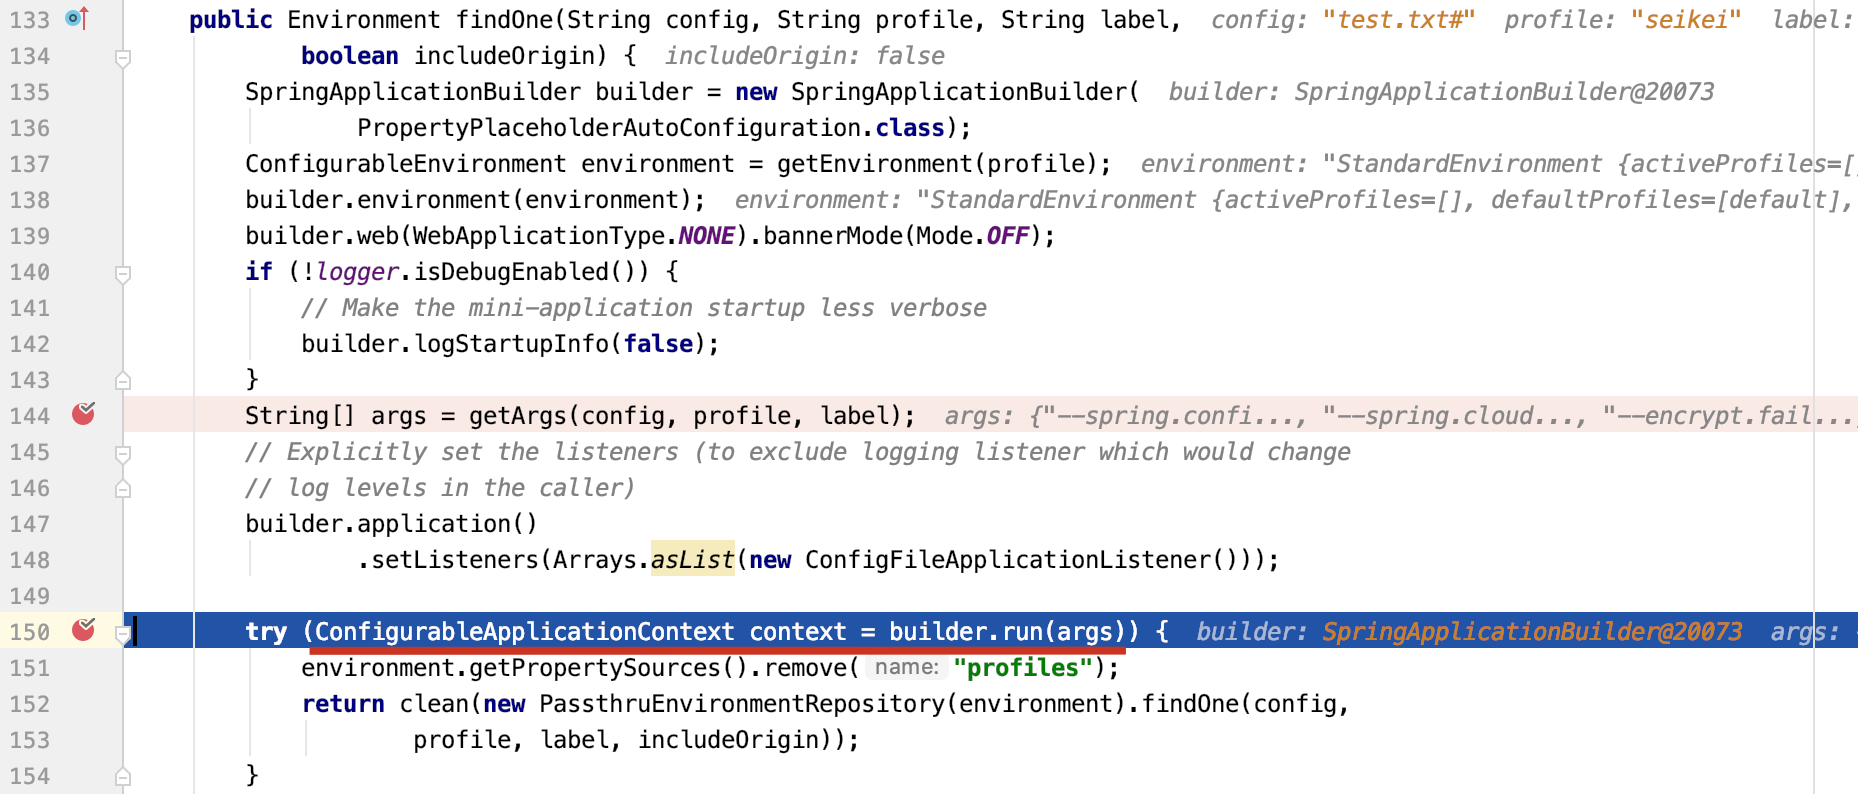 133 public Environment findOne(String config, String profile, String label, config: "test.txt#" profile: "seikei" label:
134 boolean includeOrigin) { includeOrigin: false
135 SpringApplicationBuilder builder = new SpringApplicationBuilder( builder: SpringApplicationBuilder@20073
136 PropertyPlaceholderAutoConfiguration.class);
137 ConfigurableEnvironment environment = getEnvironment(profile); environment: "StandardEnvironment {activeProfiles=[]
138 builder.environment(environment); environment: "StandardEnvironment {activeProfiles=[], defaultProfiles=[default],
139 builder.web(WebApplicationType.NONE).bannerMode(Mode.OFF);
140 if (!logger.isDebugEnabled()) {
141 // Make the mini-application startup less verbose
142 builder.logStartupInfo(false);
143 }
144 String[] args = getArgs(config, profile, label); args: {"--spring.confi..., "--spring.cloud..., "--encrypt.fail...,
145 // Explicitly set the listeners (to exclude logging listener which would change
146 // log levels in the caller)
147 builder.application()
148 .setListeners(Arrays.asList(new ConfigFileApplicationListener()));
149
150 try (ConfigurableApplicationContext context = builder.run(args)) { builder: SpringApplicationBuilder@20073 args:
151 environment.getPropertySources().remove( name: "profiles");
152 return clean(new PassthruEnvironmentRepository(environment).findOne(config,
153 profile, label, includeOrigin));
154 }